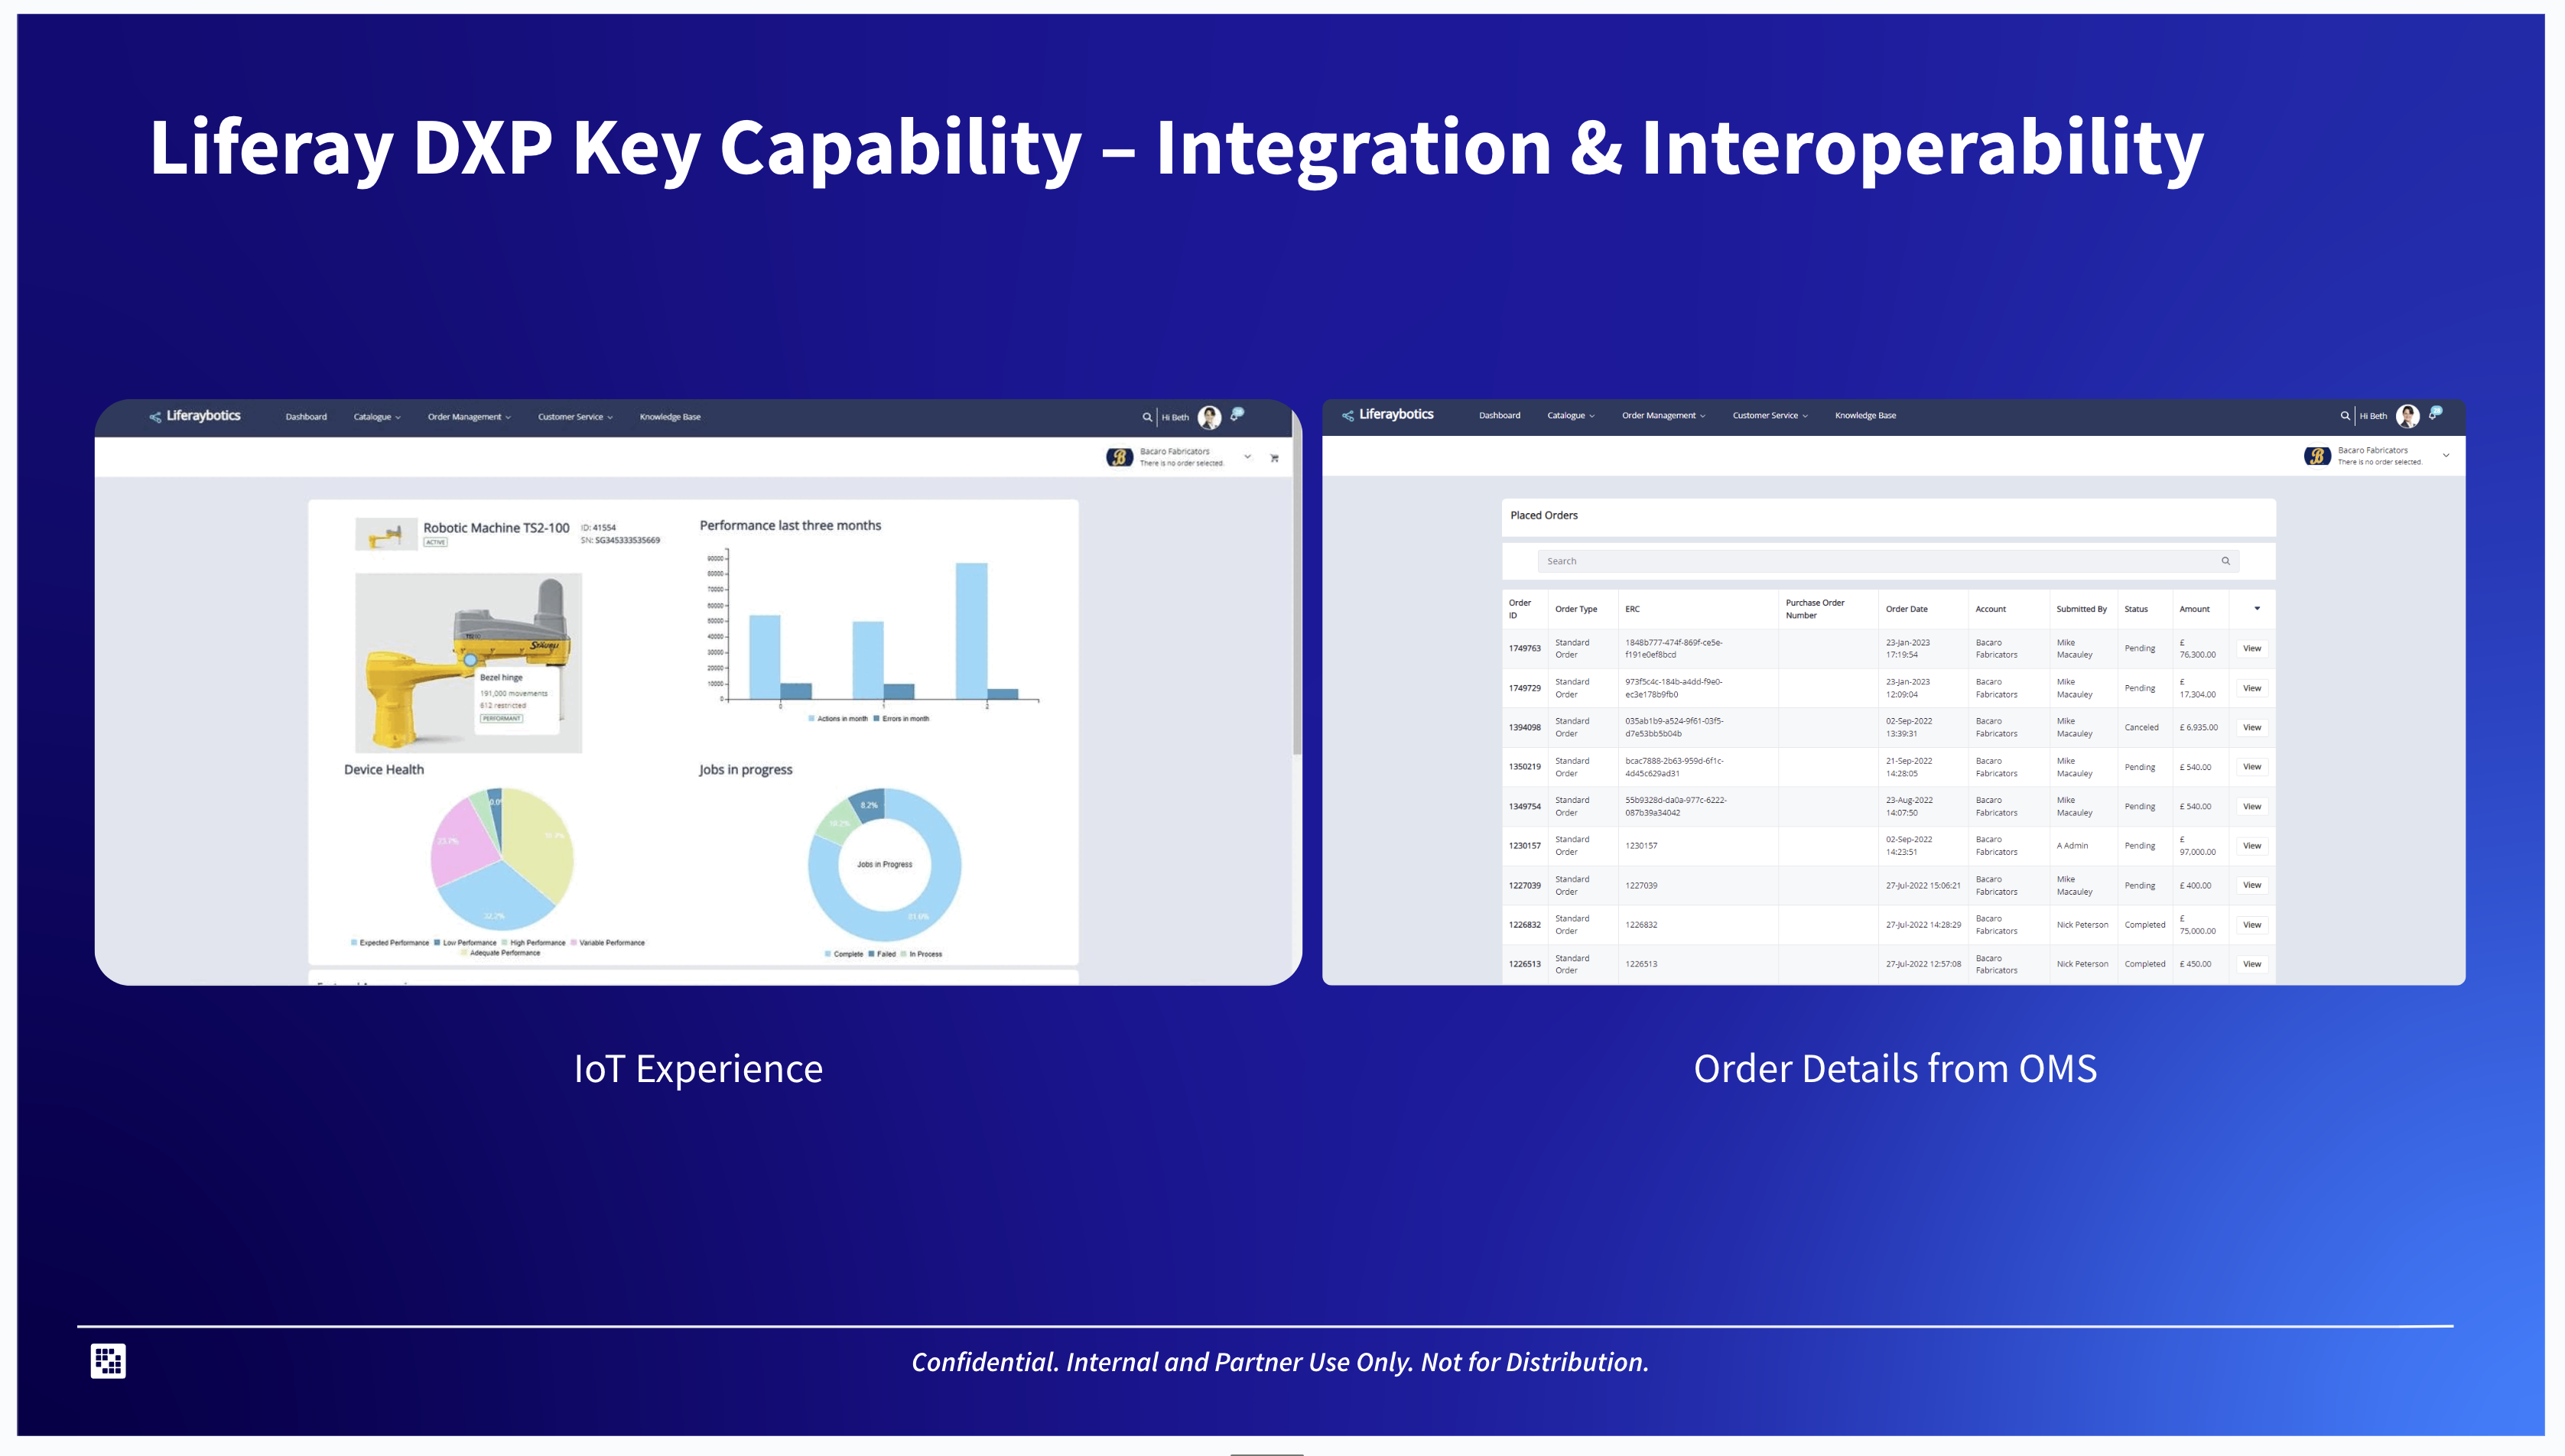 Liferay DXP Key Capability – Integration & Interoperability
Liferaybotics
Dashboard
Catalogue
Order Management
Customer Service
Knowledge Base
Hi Beth
Bacaro Fabricators
There is no order selected.
Robotic Machine TS2-100
ACTIVE
ID: 41554
SN: SG345333535669
STÄUBLI
Bezel hinge
191,000 movements
612 restricted
PERFORMANT
Performance last three months
90000
80000
70000
60000
50000
40000
30000
20000
10000
0
0
1
2
Actions in month
Errors in month
Device Health
23.7%
32.2%
Expected Performance
Low Performance
High Performance
Variable Performance
Adequate Performance
Jobs in progress
8.2%
10.2%
81.6%
Jobs in Progress
Complete
Failed
In Process
IoT Experience
Liferaybotics
Dashboard
Catalogue
Order Management
Customer Service
Knowledge Base
Hi Beth
Bacaro Fabricators
There is no order selected.
Placed Orders
Search
Order ID Order Type ERC Purchase Order Number Order Date Account Submitted By Status Amount
1749763 Standard Order 1848b777-474f-869f-ce5e-f191e0ef8bcd 23-Jan-2023 17:19:54 Bacaro Fabricators Mike Macauley Pending £ 76,300.00 View
1749729 Standard Order 973f5c4c-184b-a4dd-f9e0-ec3e178b9fb0 23-Jan-2023 12:09:04 Bacaro Fabricators Mike Macauley Pending £ 17,304.00 View
1394098 Standard Order 035ab1b9-a524-9f61-03f5-d7e53bb5b04b 02-Sep-2022 13:39:31 Bacaro Fabricators Mike Macauley Canceled £ 6,935.00 View
1350219 Standard Order bcac7888-2b63-959d-6f1c-4d45c629ad31 21-Sep-2022 14:28:05 Bacaro Fabricators Mike Macauley Pending £ 540.00 View
1349754 Standard Order 55b9328d-da0a-977c-6222-087b39a34042 23-Aug-2022 14:07:50 Bacaro Fabricators Mike Macauley Pending £ 540.00 View
1230157 Standard Order 1230157 02-Sep-2022 14:23:51 Bacaro Fabricators A Admin Pending £ 97,000.00 View
1227039 Standard Order 1227039 27-Jul-2022 15:06:21 Bacaro Fabricators Mike Macauley Pending £ 400.00 View
1226832 Standard Order 1226832 27-Jul-2022 14:28:29 Bacaro Fabricators Nick Peterson Completed £ 75,000.00 View
1226513 Standard Order 1226513 27-Jul-2022 12:57:08 Bacaro Fabricators Nick Peterson Completed £ 450.00 View
Order Details from OMS
Confidential. Internal and Partner Use Only. Not for Distribution.